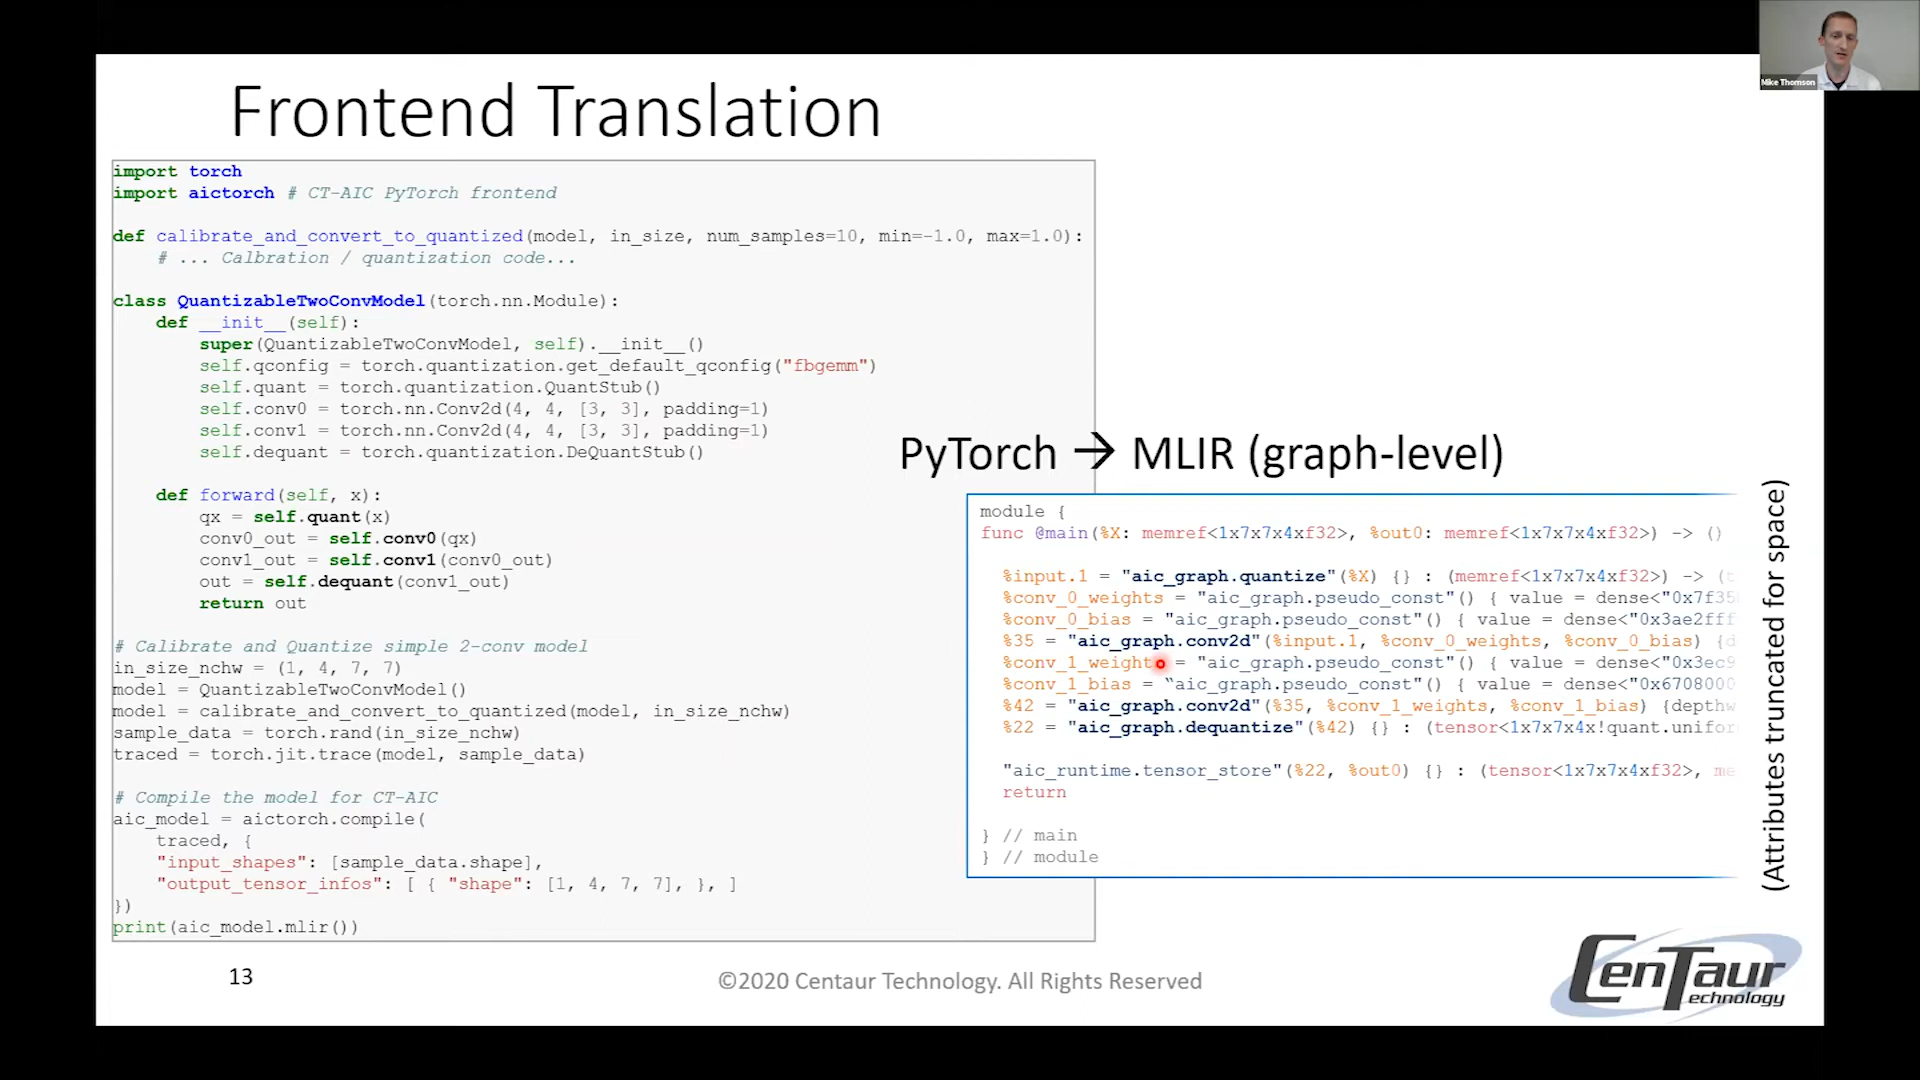 Mike Thomson
Frontend Translation
import torch
import aictorch # CT-AIC PyTorch frontend
def calibrate_and_convert_to_quantized(model, in_size, num_samples=10, min=-1.0, max=1.0):
# ... Calbration / quantization code...
class QuantizableTwoConvModel(torch.nn.Module):
def __init__(self):
super(QuantizableTwoConvModel, self).__init__()
self.qconfig = torch.quantization.get_default_qconfig("fbgemm")
self.quant = torch.quantization.QuantStub()
self.conv0 = torch.nn.Conv2d(4, 4, [3, 3], padding=1)
self.conv1 = torch.nn.Conv2d(4, 4, [3, 3], padding=1)
self.dequant = torch.quantization.DeQuantStub()
def forward(self, x):
qx = self.quant(x)
conv0_out = self.conv0(qx)
conv1_out = self.conv1(conv0_out)
out = self.dequant(conv1_out)
return out
# Calibrate and Quantize simple 2-conv model
in_size_nchw = (1, 4, 7, 7)
model = QuantizableTwoConvModel()
model = calibrate_and_convert_to_quantized(model, in_size_nchw)
sample_data = torch.rand(in_size_nchw)
traced = torch.jit.trace(model, sample_data)
# Compile the model for CT-AIC
aic_model = aictorch.compile(
traced, {
"input_shapes": [sample_data.shape],
"output_tensor_infos": [ { "shape": [1, 4, 7, 7], }, ]
})
print(aic_model.mlir())
PyTorch → MLIR (graph-level)
module {
func @main(%X: memref<1x7x7x4xf32>, %out0: memref<1x7x7x4xf32>) -> ()
%input.1 = "aic_graph.quantize"(%X) {} : (memref<1x7x7x4xf32>) -> (t
%conv_0_weights = "aic_graph.pseudo_const"() { value = dense<"0x7f35
%conv_0_bias = "aic_graph.pseudo_const"() { value = dense<"0x3ae2fff
%35 = "aic_graph.conv2d"(%input.1, %conv_0_weights, %conv_0_bias) {d
%conv_1_weights = "aic_graph.pseudo_const"() { value = dense<"0x3ec9
%conv_1_bias = "aic_graph.pseudo_const"() { value = dense<"0x6708000
%42 = "aic_graph.conv2d"(%35, %conv_1_weights, %conv_1_bias) {depthw
%22 = "aic_graph.dequantize"(%42) {} : (tensor<1x7x7x4x!quant.unifor
"aic_runtime.tensor_store"(%22, %out0) {} : (tensor<1x7x7x4xf32>, me
return
} // main
} // module
(Attributes truncated for space)
13
©2020 Centaur Technology. All Rights Reserved
CenTaur
Technology